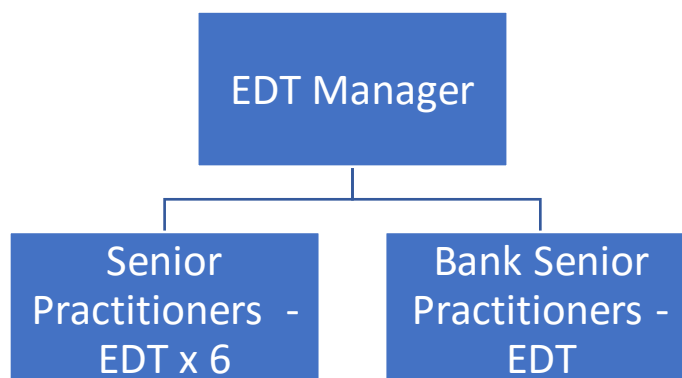 EDT Manager
Senior
Practitioners -
EDT x 6
Bank Senior
Practitioners -
EDT